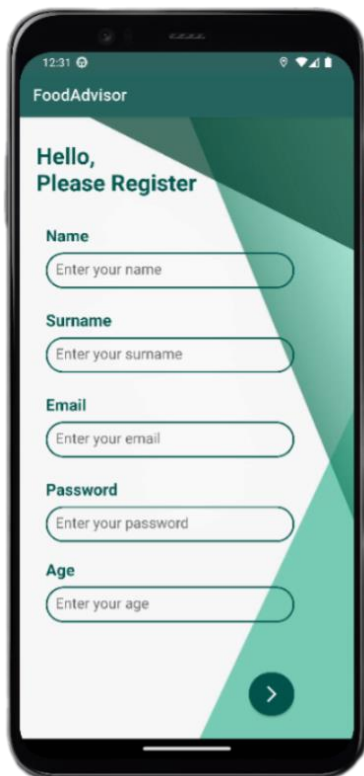 12:31
FoodAdvisor
Hello,
Please Register
Name
Enter your name
Surname
Enter your surname
Email
Enter your email
Password
Enter your password
Age
Enter your age